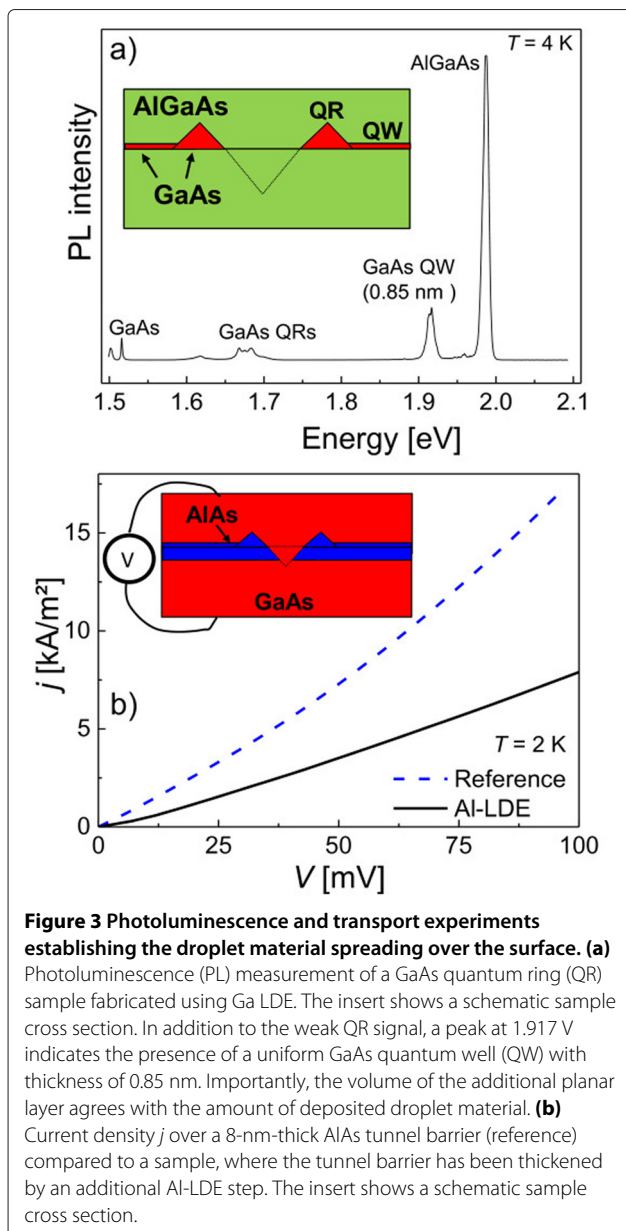 a)
T = 4 K
AlGaAs
AlGaAs
QR
QW
GaAs
PL intensity
GaAs QW
(0.85 nm )
GaAs
GaAs QRs
1.5 1.6 1.7 1.8 1.9 2.0 2.1
Energy [eV]
15
10
5
0
j [kA/m²]
AlAs
V
GaAs
b)
T = 2 K
Reference
Al-LDE
0 25 50 75 100
V [mV]
Figure 3 Photoluminescence and transport experiments
establishing the droplet material spreading over the surface. (a)
Photoluminescence (PL) measurement of a GaAs quantum ring (QR)
sample fabricated using Ga LDE. The insert shows a schematic sample
cross section. In addition to the weak QR signal, a peak at 1.917 V
indicates the presence of a uniform GaAs quantum well (QW) with
thickness of 0.85 nm. Importantly, the volume of the additional planar
layer agrees with the amount of deposited droplet material. (b)
Current density j over a 8-nm-thick AlAs tunnel barrier (reference)
compared to a sample, where the tunnel barrier has been thickened
by an additional Al-LDE step. The insert shows a schematic sample
cross section.